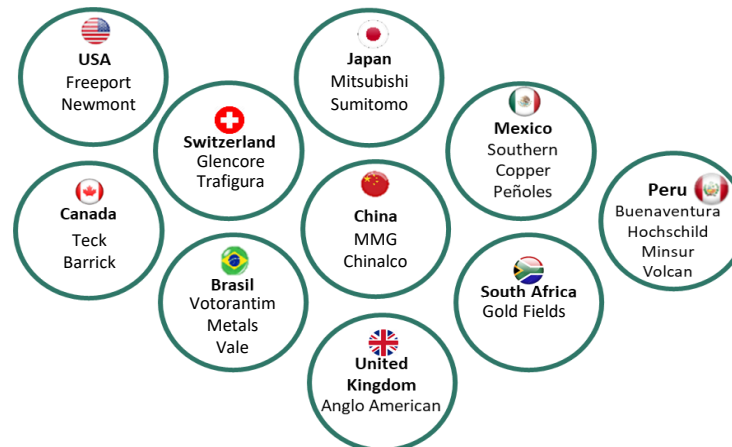 USA
Freeport
Newmont
Japan
Mitsubishi
Sumitomo
Switzerland
Glencore
Trafigura
Mexico
Southern
Copper
Peñoles
Canada
Teck
Barrick
China
MMG
Chinalco
Peru
Buenaventura
Hochschild
Minsur
Volcan
Brasil
Votorantim
Metals
Vale
South Africa
Gold Fields
United
Kingdom
Anglo American